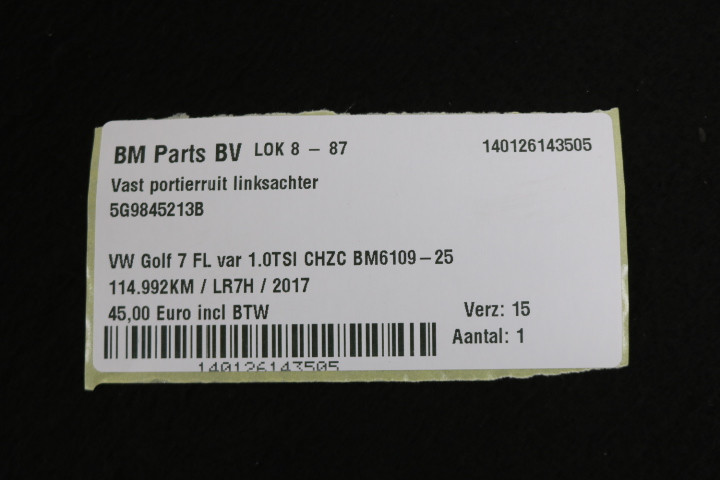 BM Parts BV LOK 8 - 87 140126143505
Vast portierruit linksachter
5G9845213B
VW Golf 7 FL var 1.0TSI CHZC BM6109-25
114.992KM / LR7H / 2017
45,00 Euro incl BTW Verz: 15
Aantal: 1
140126143505